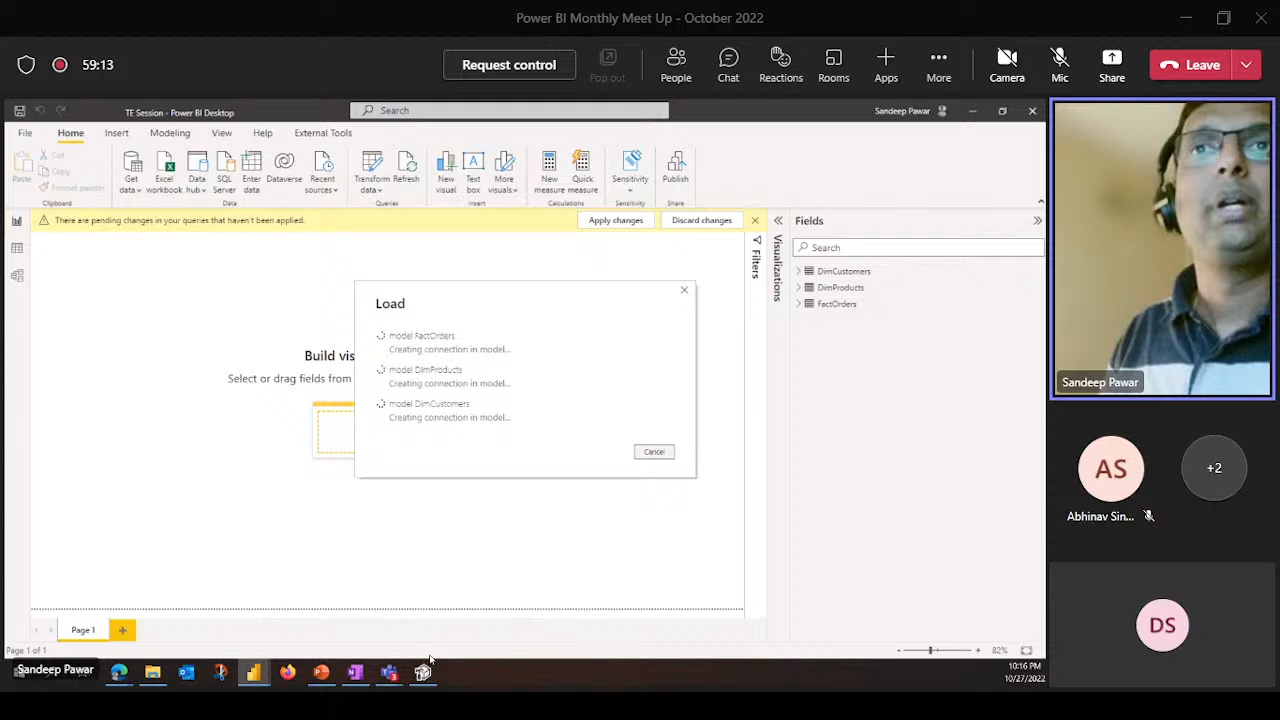 Power BI Monthly Meet Up - October 2022
59:13
Request control
Pop out
People
Chat
Reactions
Rooms
Apps
More
Camera
Mic
Share
Leave
TE Session - Power BI Desktop
Search
Sandeep Pawar
File
Home
Insert
Modeling
View
Help
External Tools
Paste
Cut
Copy
Format painter
Get data
Excel workbook
Data hub
SQL Server
Enter data
Dataverse
Recent sources
Transform data
Refresh
New visual
Text box
More visuals
New measure
Quick measure
Sensitivity
Publish
Clipboard
Data
Queries
Insert
Calculations
Sensitivity
Share
There are pending changes in your queries that haven't been applied.
Apply changes
Discard changes
Filters
Visualizations
Fields
Search
DimCustomers
DimProducts
FactOrders
Build vis
Select or drag fields from
Load
model FactOrders
Creating connection in model...
model DimProducts
Creating connection in model...
model DimCustomers
Creating connection in model...
Cancel
Page 1
Page 1 of 1
82%
Sandeep Pawar
10:16 PM
10/27/2022
Sandeep Pawar
AS
+2
Abhinav Sin...
DS